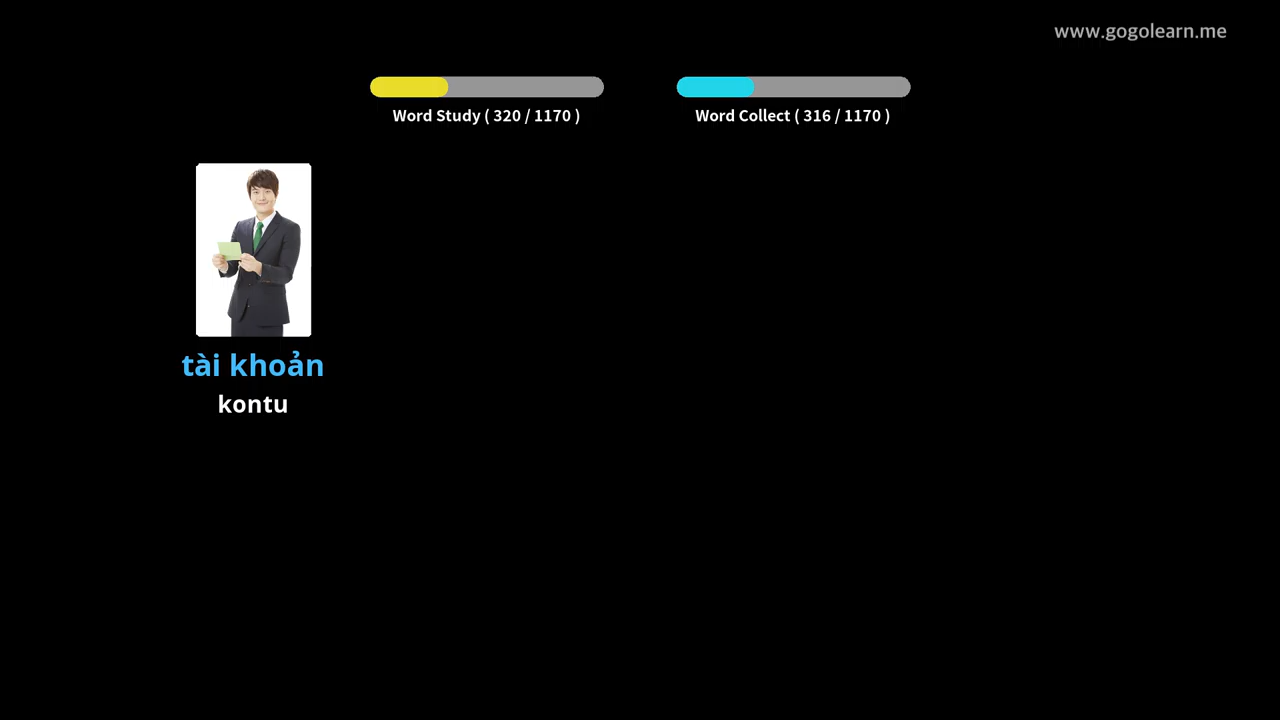 www.gogolearn.me
Word Study ( 320 / 1170 )
Word Collect ( 316 / 1170 )
tài khoản
kontu